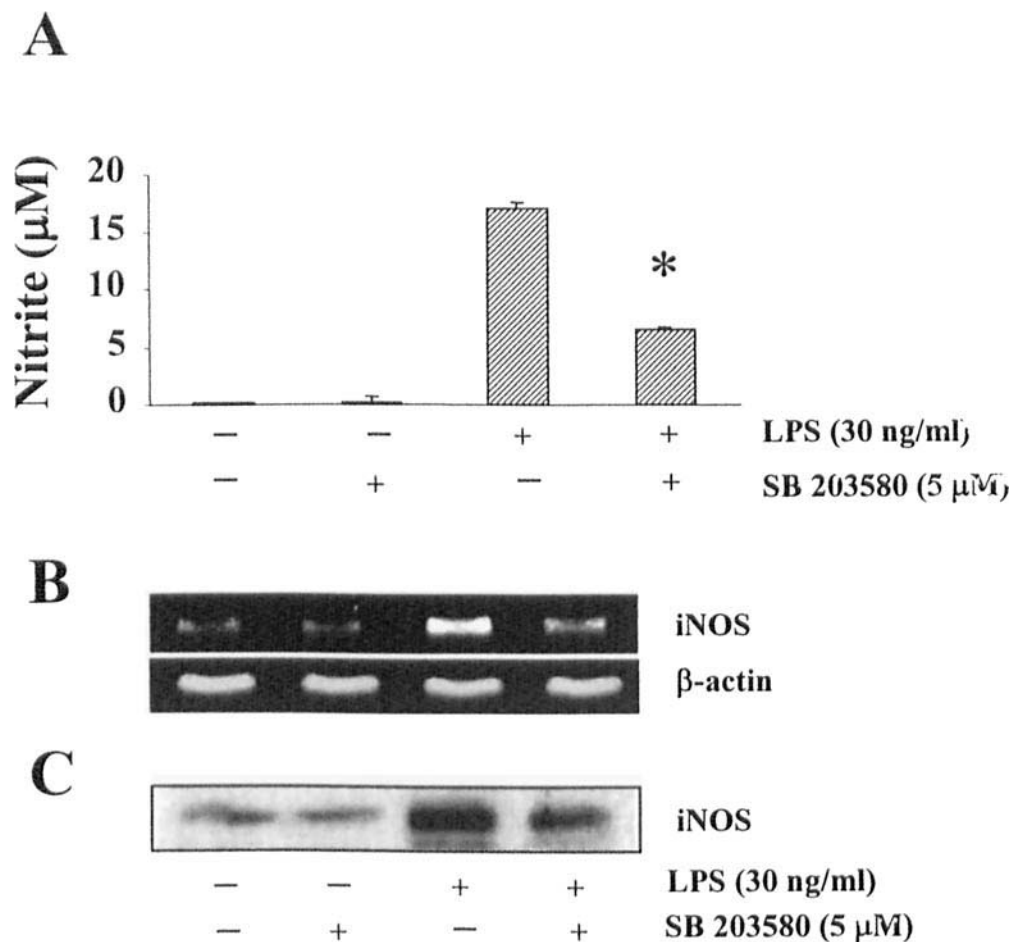 A
Nitrite (μM)
20
15
10
5
0
*
— — + + LPS (30 ng/ml)
— + — + SB 203580 (5 μM)
B
iNOS
β-actin
C
iNOS
— — + + LPS (30 ng/ml)
— + — + SB 203580 (5 μM)